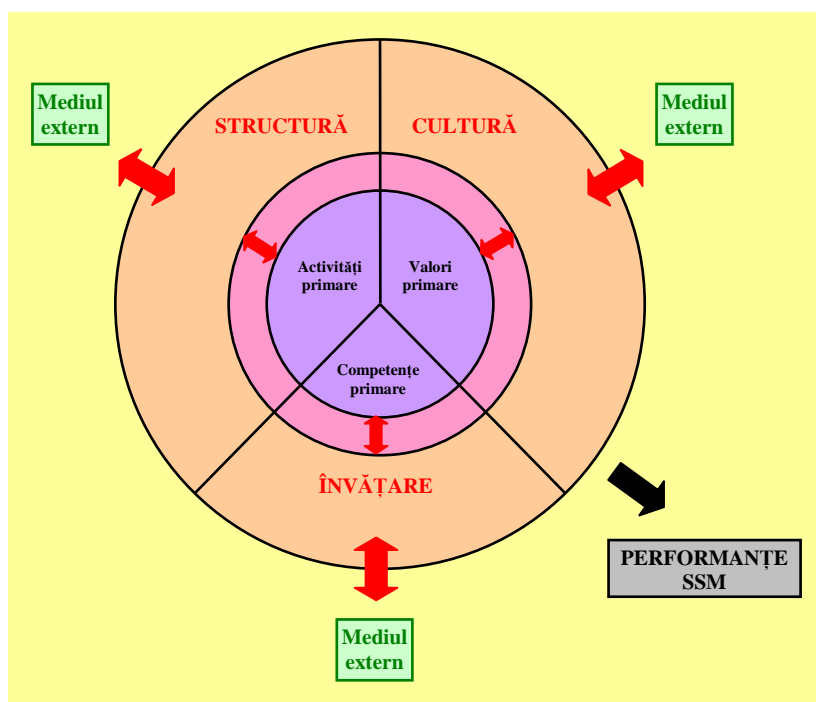 Mediul
extern
Mediul
extern
STRUCTURĂ
CULTURĂ
Activități
primare
Valori
primare
Competențe
primare
ÎNVĂȚARE
PERFORMANȚE
SSM
Mediul
extern